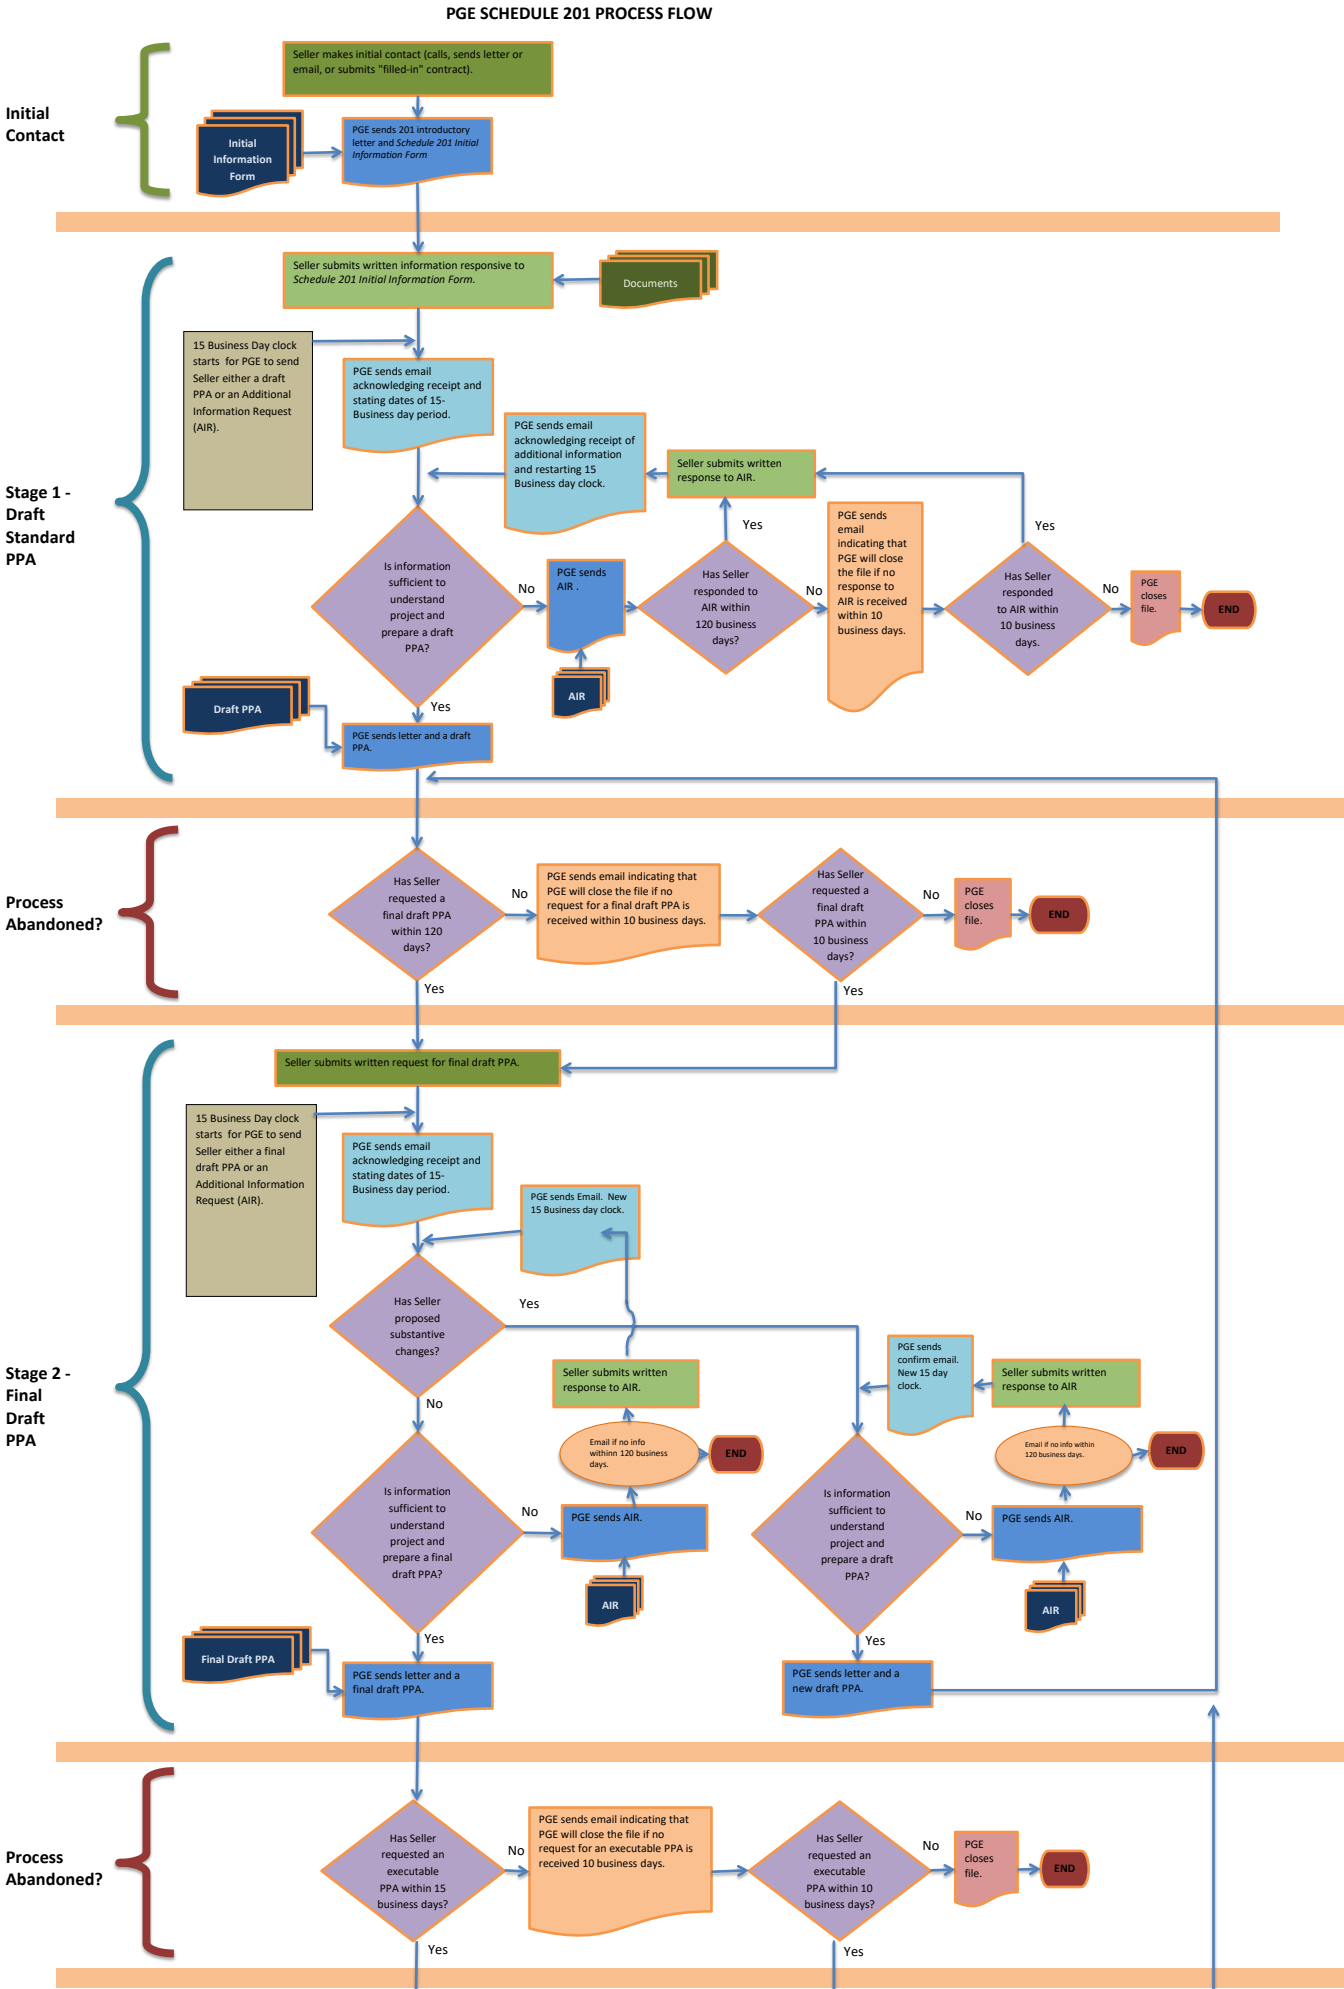 PGE SCHEDULE 201 PROCESS FLOW
Seller makes initial contact (calls, sends letter or
email, or submits "filled-in" contract).
Initial
Contact
Initial
Information
Form
PGE sends 201 introductory
letter and Schedule 201 Initial
Information Form
Seller submits written information responsive to
Schedule 201 Initial Information Form.
Documents
15 Business Day clock
starts for PGE to send
Seller either a draft
PPA or an Additional
Information Request
(AIR).
PGE sends email
acknowledging receipt and
stating dates of 15-
Business day period.
PGE sends email
acknowledging receipt of
additional information
and restarting 15
Business day clock.
Seller submits written
response to AIR.
Yes
PGE sends
email
indicating that
PGE will close
the file if no
response to
AIR is received
within 10
business days.
Yes
Stage 1 -
Draft
Standard
PPA
Is information
sufficient to
understand
project and
prepare a draft
PPA?
No
PGE sends
AIR .
AIR
Has Seller
responded to
AIR within
120 business
days?
No
Has Seller
responded
to AIR within
10 business
days.
No
PGE
closes
file.
END
Yes
Draft PPA
PGE sends letter and a draft
PPA.
Process
Abandoned?
Has Seller
requested a
final draft PPA
within 120
days?
No
PGE sends email indicating that
PGE will close the file if no
request for a final draft PPA is
received within 10 business days.
Has Seller
requested a
final draft
PPA within
10 business
days?
No
PGE
closes
file.
END
Yes
Yes
Seller submits written request for final draft PPA.
15 Business Day clock
starts for PGE to send
Seller either a final
draft PPA or an
Additional Information
Request (AIR).
PGE sends email
acknowledging receipt and
stating dates of 15-
Business day period.
PGE sends Email. New
15 Business day clock.
Has Seller
proposed
substantive
changes?
Yes
No
Stage 2 -
Final
Draft
PPA
Seller submits written
response to AIR.
PGE sends
confirm email.
New 15 day
clock.
Seller submits written
response to AIR
Email if no info
withinn 120 business
days.
END
Email if no info within
120 business days.
END
Is information
sufficient to
understand
project and
prepare a final
draft PPA?
No
PGE sends AIR.
AIR
Is information
sufficient to
understand
project and
prepare a draft
PPA?
No
PGE sends AIR.
AIR
Yes
Yes
Final Draft PPA
PGE sends letter and a
final draft PPA.
PGE sends letter and a
new draft PPA.
Process
Abandoned?
Has Seller
requested an
executable
PPA within 15
business days?
No
PGE sends email indicating that
PGE will close the file if no
request for an executable PPA is
received 10 business days.
Has Seller
requested an
executable
PPA within 10
business days?
No
PGE
closes
file.
END
Yes
Yes